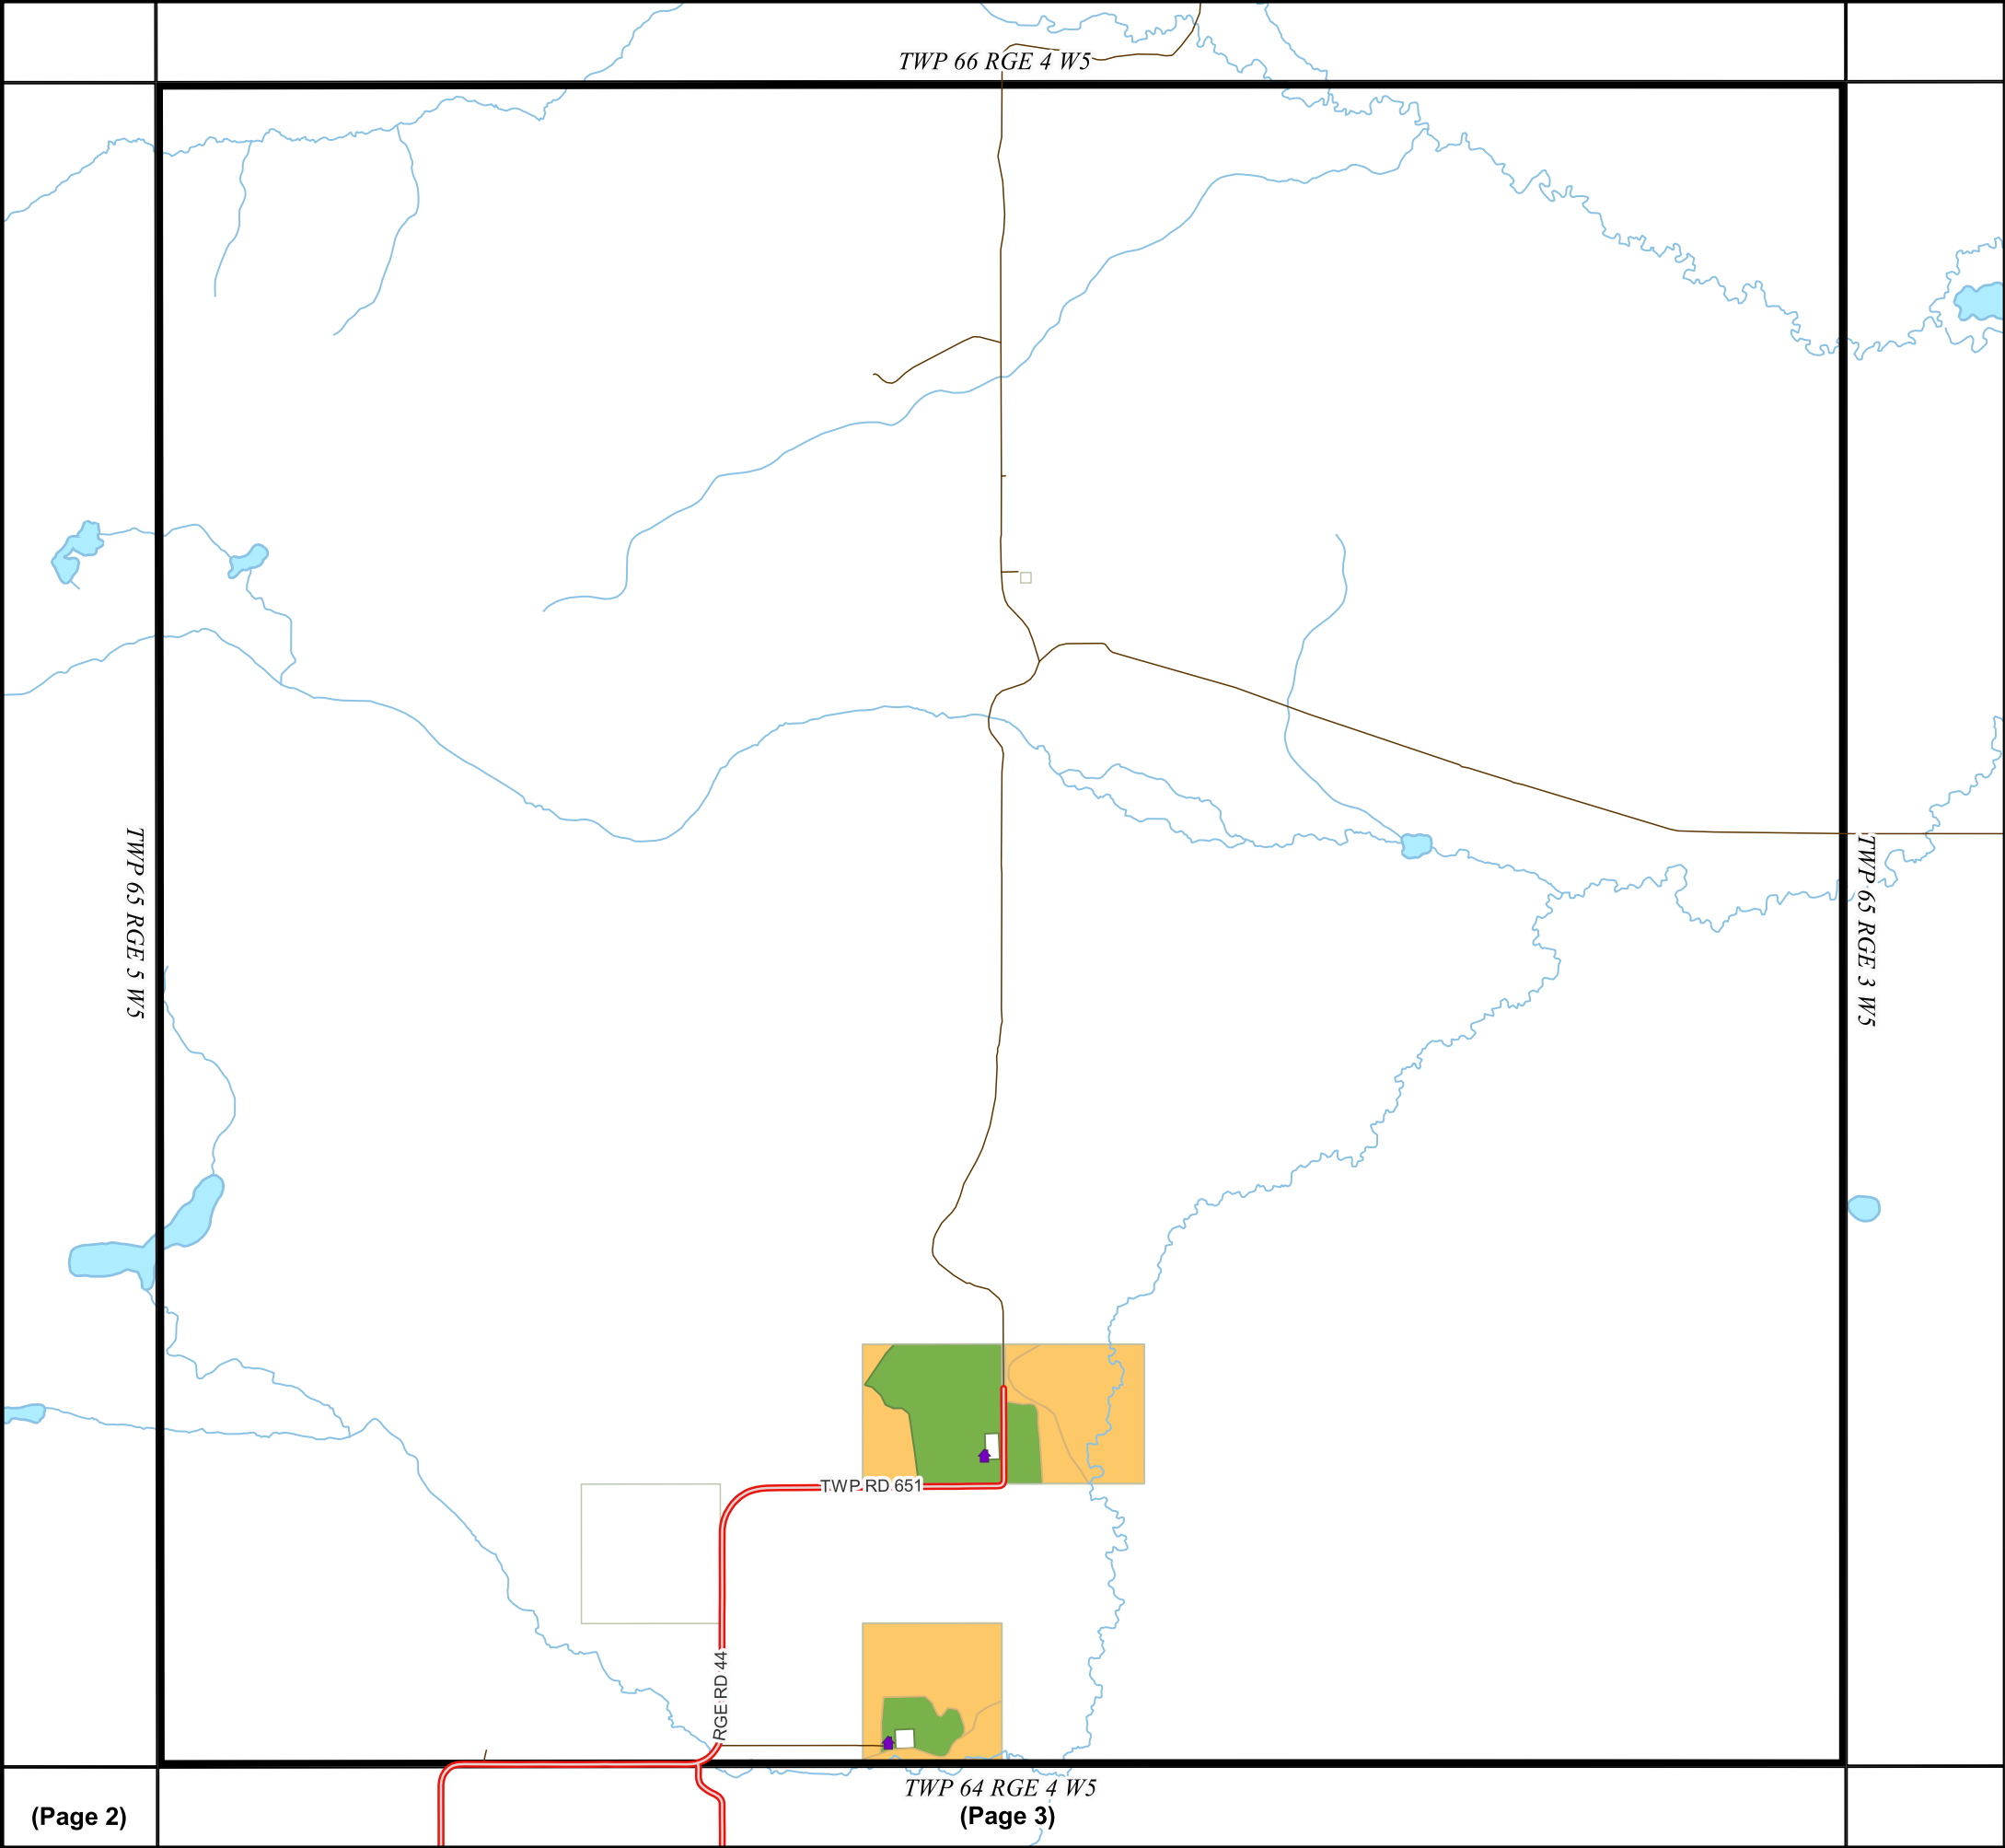 TWP 66 RGE 4 W5
TWP 65 RGE 5 W5
TWP 65 RGE 3 W5
TWP RD 651
RGE RD 44
TWP 64 RGE 4 W5
(Page 2)
(Page 3)